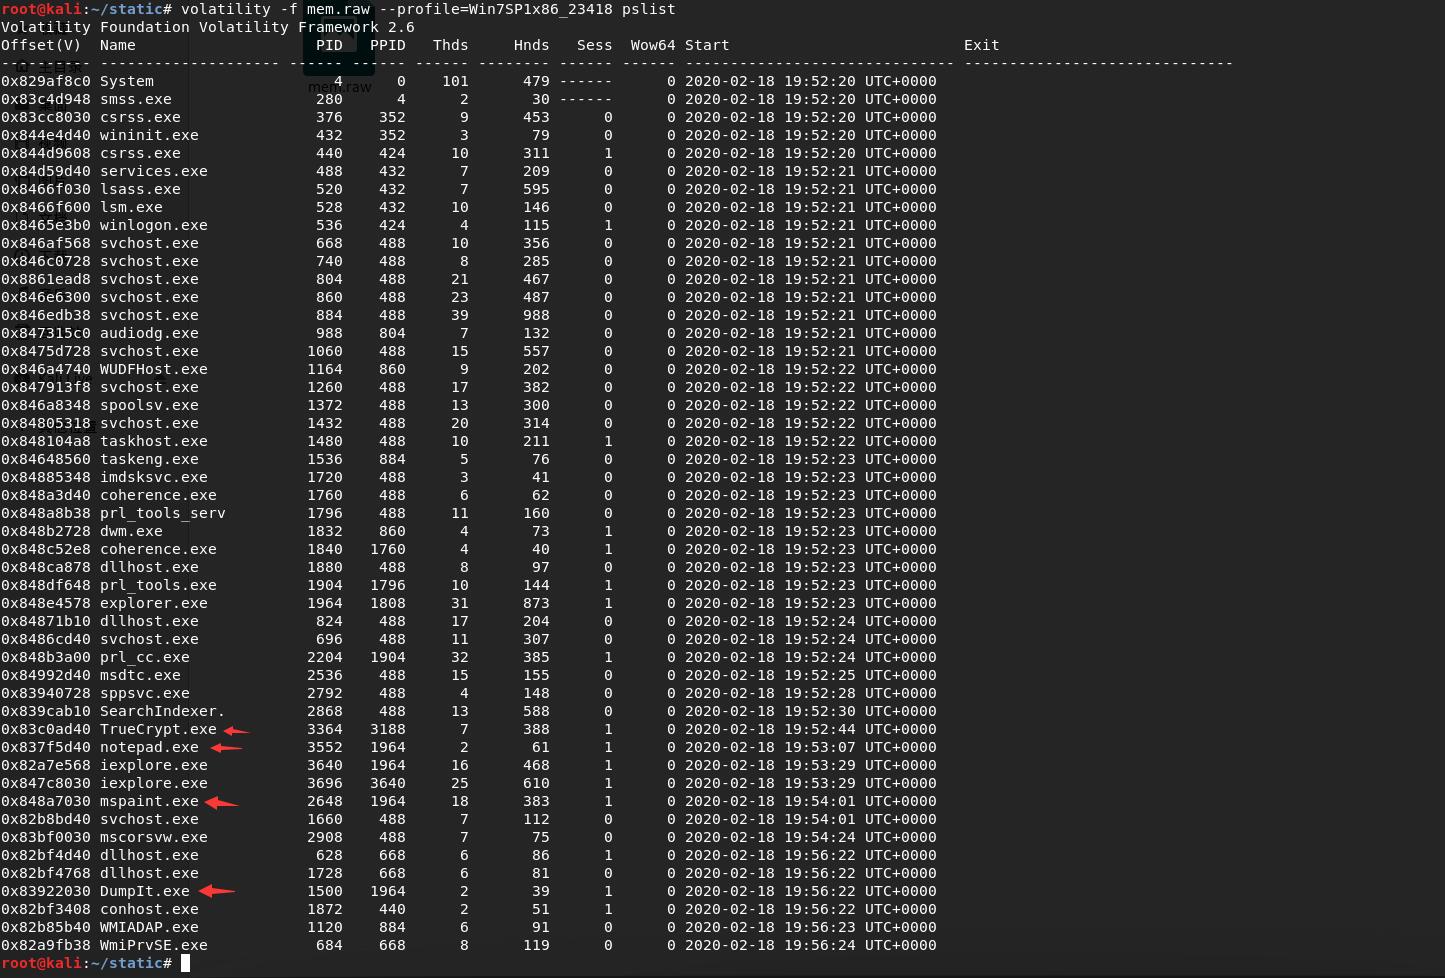 root@kali:~/static# volatility -f mem.raw --profile=Win7SP1x86_23418 pslist
Volatility Foundation Volatility Framework 2.6
Offset(V)  Name                    PID   PPID   Thds     Hnds   Sess  Wow64 Start                          Exit
---------- -------------------- ------ ------ ------ -------- ------ ------ ------------------------------ ------------------------------
0x829af8c0 System                    4      0    101      479 ------      0 2020-02-18 19:52:20 UTC+0000
0x83c4d948 smss.exe                280      4      2       30 ------      0 2020-02-18 19:52:20 UTC+0000
0x83cc8030 csrss.exe               376    352      9      453      0      0 2020-02-18 19:52:20 UTC+0000
0x844e4d40 wininit.exe             432    352      3       79      0      0 2020-02-18 19:52:20 UTC+0000
0x844d9608 csrss.exe               440    424     10      311      1      0 2020-02-18 19:52:20 UTC+0000
0x84d59d40 services.exe            488    432      7      209      0      0 2020-02-18 19:52:21 UTC+0000
0x8466f030 lsass.exe               520    432      7      595      0      0 2020-02-18 19:52:21 UTC+0000
0x8466f600 lsm.exe                 528    432     10      146      0      0 2020-02-18 19:52:21 UTC+0000
0x8465e3b0 winlogon.exe            536    424      4      115      1      0 2020-02-18 19:52:21 UTC+0000
0x846af568 svchost.exe             668    488     10      356      0      0 2020-02-18 19:52:21 UTC+0000
0x846c0728 svchost.exe             740    488      8      285      0      0 2020-02-18 19:52:21 UTC+0000
0x8861ead8 svchost.exe             804    488     21      467      0      0 2020-02-18 19:52:21 UTC+0000
0x846e6300 svchost.exe             860    488     23      487      0      0 2020-02-18 19:52:21 UTC+0000
0x846edb38 svchost.exe             884    488     39      988      0      0 2020-02-18 19:52:21 UTC+0000
0x847315c0 audiodg.exe             988    804      7      132      0      0 2020-02-18 19:52:21 UTC+0000
0x8475d728 svchost.exe            1060    488     15      557      0      0 2020-02-18 19:52:21 UTC+0000
0x846a4740 WUDFHost.exe           1164    860      9      202      0      0 2020-02-18 19:52:22 UTC+0000
0x847913f8 svchost.exe            1260    488     17      382      0      0 2020-02-18 19:52:22 UTC+0000
0x846a8348 spoolsv.exe            1372    488     13      300      0      0 2020-02-18 19:52:22 UTC+0000
0x84805318 svchost.exe            1432    488     20      314      0      0 2020-02-18 19:52:22 UTC+0000
0x848104a8 taskhost.exe           1480    488     10      211      1      0 2020-02-18 19:52:22 UTC+0000
0x84648560 taskeng.exe            1536    884      5       76      0      0 2020-02-18 19:52:23 UTC+0000
0x84885348 imdsksvc.exe           1720    488      3       41      0      0 2020-02-18 19:52:23 UTC+0000
0x848a3d40 coherence.exe          1760    488      6       62      0      0 2020-02-18 19:52:23 UTC+0000
0x848a8b38 prl_tools_serv         1796    488     11      160      0      0 2020-02-18 19:52:23 UTC+0000
0x848b2728 dwm.exe                1832    860      4       73      1      0 2020-02-18 19:52:23 UTC+0000
0x848c52e8 coherence.exe          1840   1760      4       40      1      0 2020-02-18 19:52:23 UTC+0000
0x848ca878 dllhost.exe            1880    488      8       97      0      0 2020-02-18 19:52:23 UTC+0000
0x848df648 prl_tools.exe          1904   1796     10      144      1      0 2020-02-18 19:52:23 UTC+0000
0x848e4578 explorer.exe           1964   1808     31      873      1      0 2020-02-18 19:52:23 UTC+0000
0x84871b10 dllhost.exe             824    488     17      204      0      0 2020-02-18 19:52:24 UTC+0000
0x8486cd40 svchost.exe             696    488     11      307      0      0 2020-02-18 19:52:24 UTC+0000
0x848b3a00 prl_cc.exe             2204   1904     32      385      1      0 2020-02-18 19:52:24 UTC+0000
0x84992d40 msdtc.exe              2536    488     15      155      0      0 2020-02-18 19:52:25 UTC+0000
0x83940728 sppsvc.exe             2792    488      4      148      0      0 2020-02-18 19:52:28 UTC+0000
0x839cab10 SearchIndexer.         2868    488     13      588      0      0 2020-02-18 19:52:30 UTC+0000
0x83c0ad40 TrueCrypt.exe          3364   3188      7      388      1      0 2020-02-18 19:52:44 UTC+0000
0x837f5d40 notepad.exe            3552   1964      2       61      1      0 2020-02-18 19:53:07 UTC+0000
0x82a7e568 iexplore.exe           3640   1964     16      468      1      0 2020-02-18 19:53:29 UTC+0000
0x847c8030 iexplore.exe           3696   3640     25      610      1      0 2020-02-18 19:53:29 UTC+0000
0x848a7030 mspaint.exe            2648   1964     18      383      1      0 2020-02-18 19:54:01 UTC+0000
0x82b8bd40 svchost.exe            1660    488      7      112      0      0 2020-02-18 19:54:01 UTC+0000
0x83bf0030 mscorsvw.exe           2908    488      7       75      0      0 2020-02-18 19:54:24 UTC+0000
0x82bf4d40 dllhost.exe             628    668      6       86      1      0 2020-02-18 19:56:22 UTC+0000
0x82bf4768 dllhost.exe            1728    668      6       81      0      0 2020-02-18 19:56:22 UTC+0000
0x83922030 DumpIt.exe             1500   1964      2       39      1      0 2020-02-18 19:56:22 UTC+0000
0x82bf3408 conhost.exe            1872    440      2       51      1      0 2020-02-18 19:56:22 UTC+0000
0x82b85b40 WMIADAP.exe            1120    884      6       91      0      0 2020-02-18 19:56:23 UTC+0000
0x82a9fb38 WmiPrvSE.exe            684    668      8      119      0      0 2020-02-18 19:56:24 UTC+0000
root@kali:~/static#
mem.raw
主目录